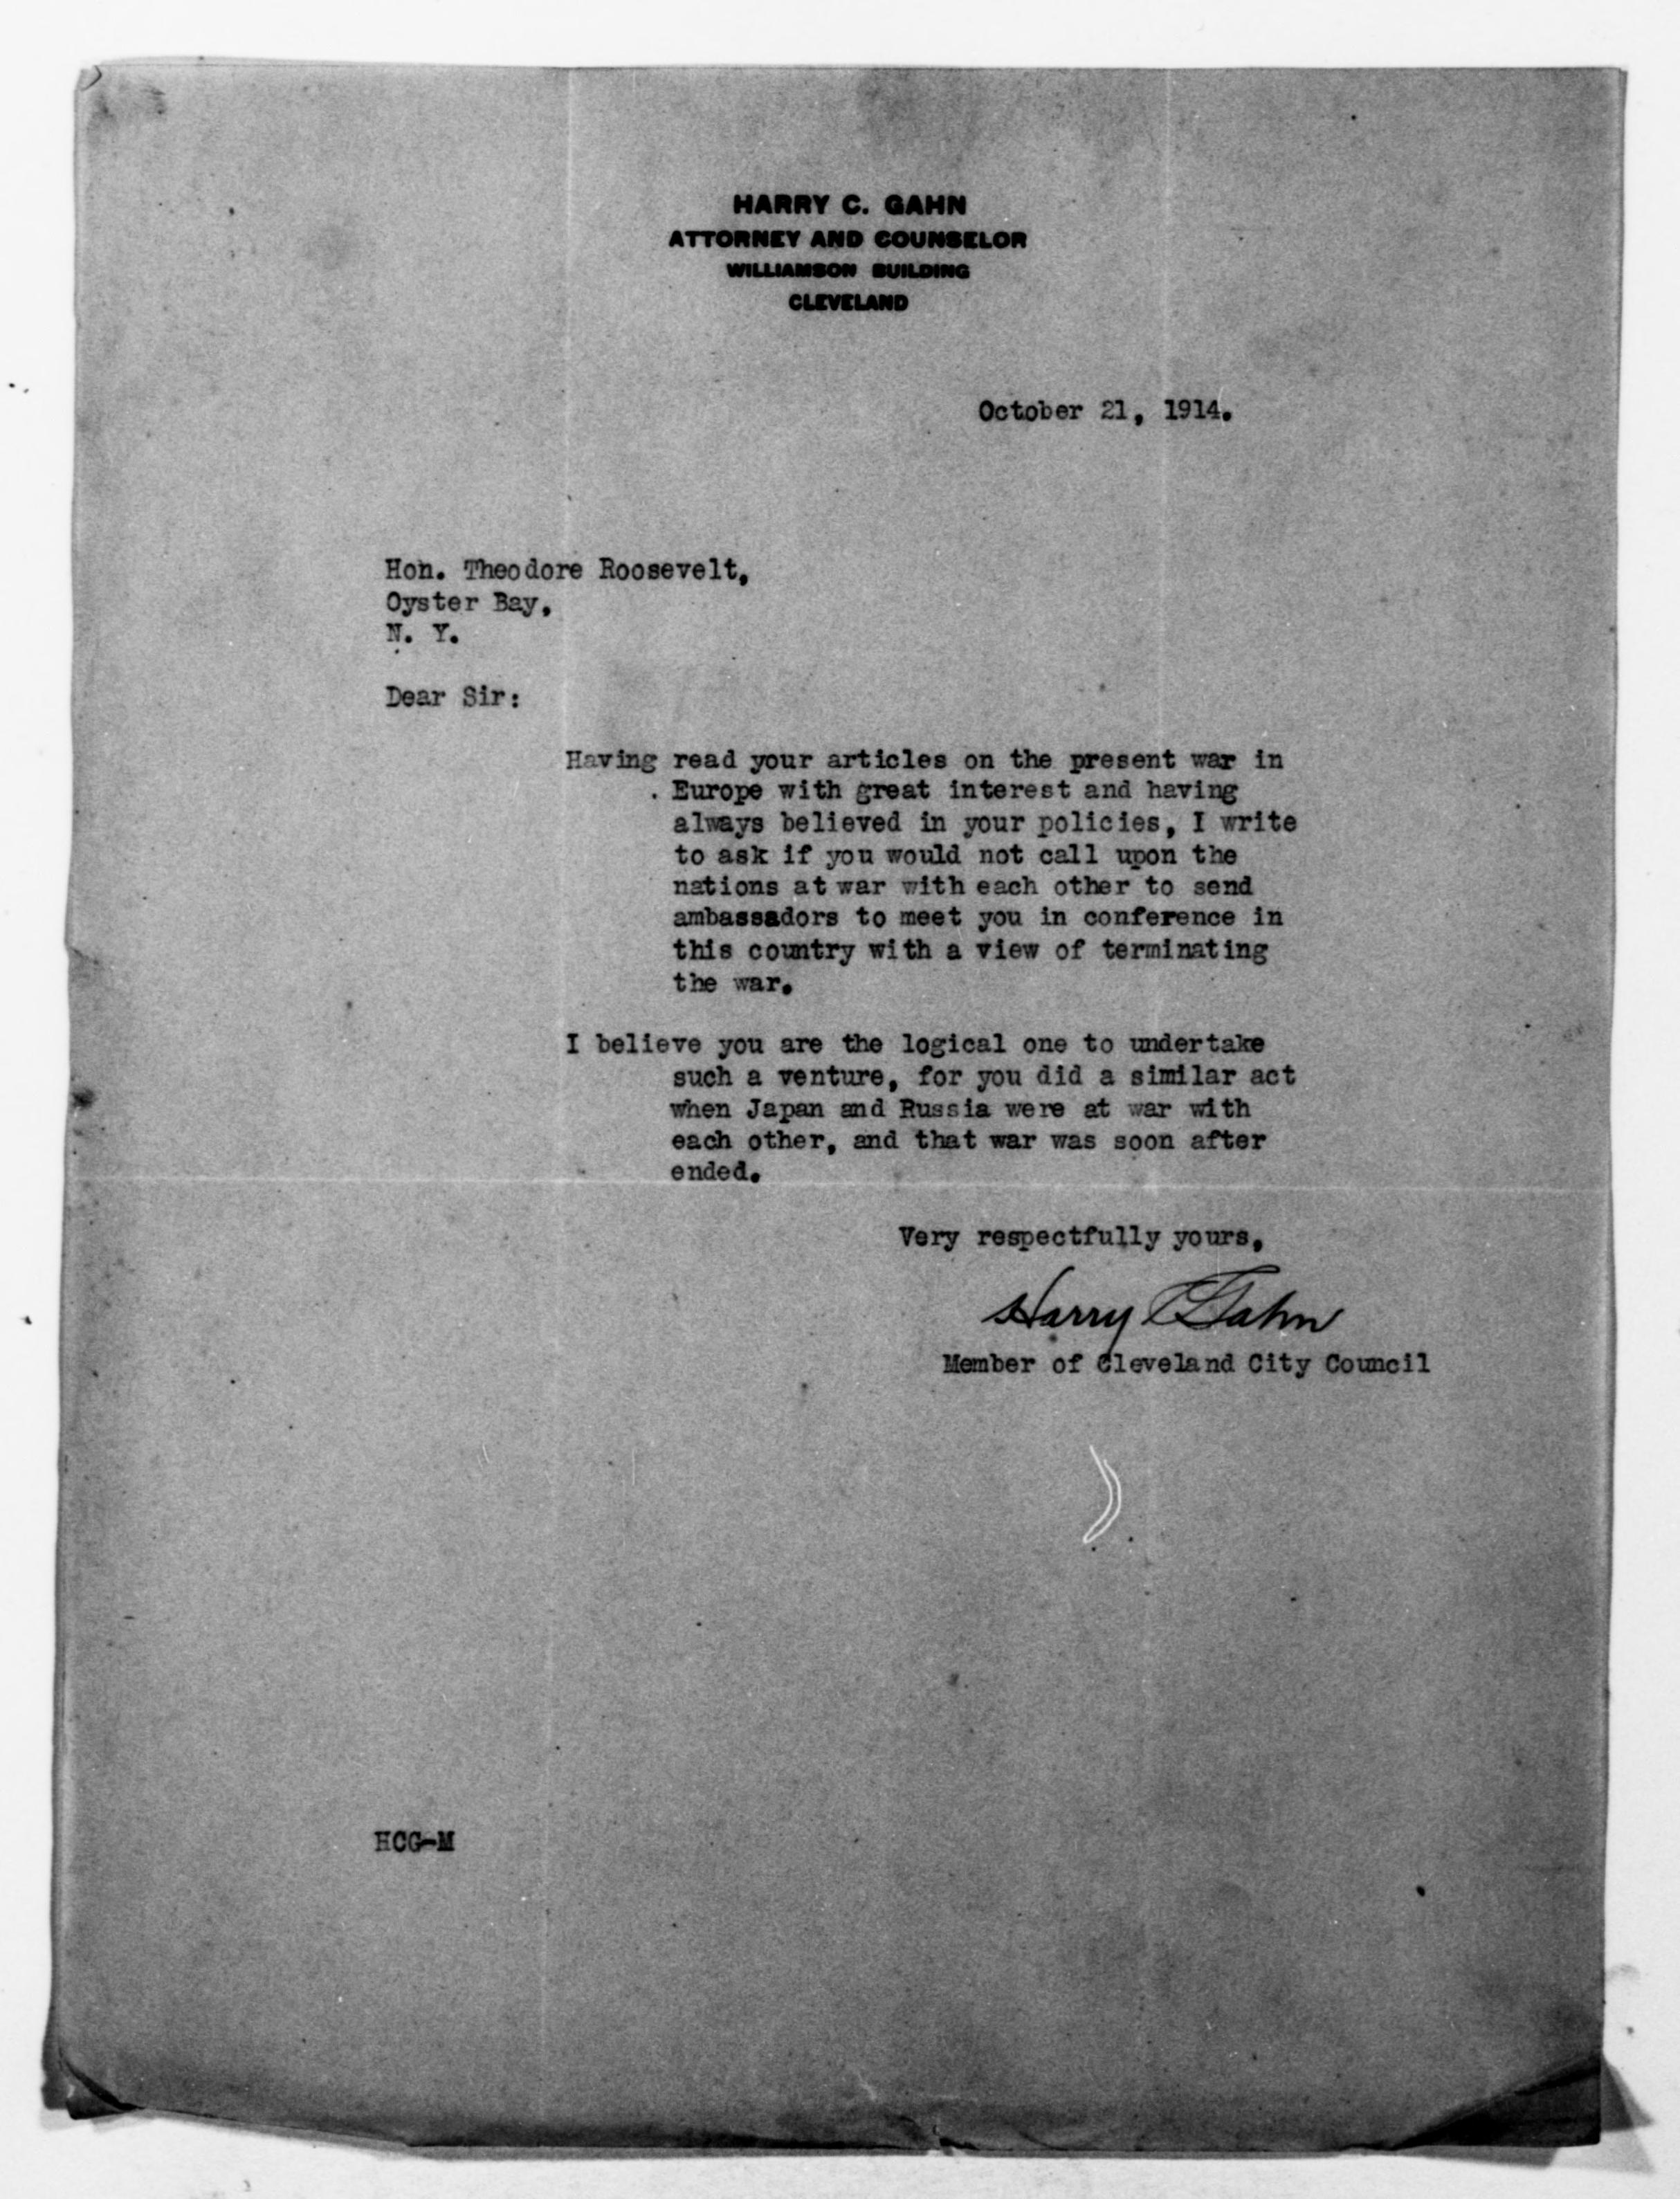 HARRY C. GAHN
ATTORNEY AND COUNSELOR
WILLIAMSON BUILDING
CLEVELAND
October 21, 1914.
Hon. Theodore Roosevelt,
Oyster Bay,
N. Y.
Dear Sir:
Having read your articles on the present war in
Europe with great interest and having
always believed in your policies, I write
to ask if you would not call upon the
nations at war with each other to send
ambassadors to meet you in conference in
this country with a view of terminating
the war.
I believe you are the logical one to undertake
such a venture, for you did a similar act
when Japan and Russia were at war with
each other, and that war was soon after
ended.
Very respectfully yours,
Harry C Gahn
Member of Cleveland City Council
HCG-M